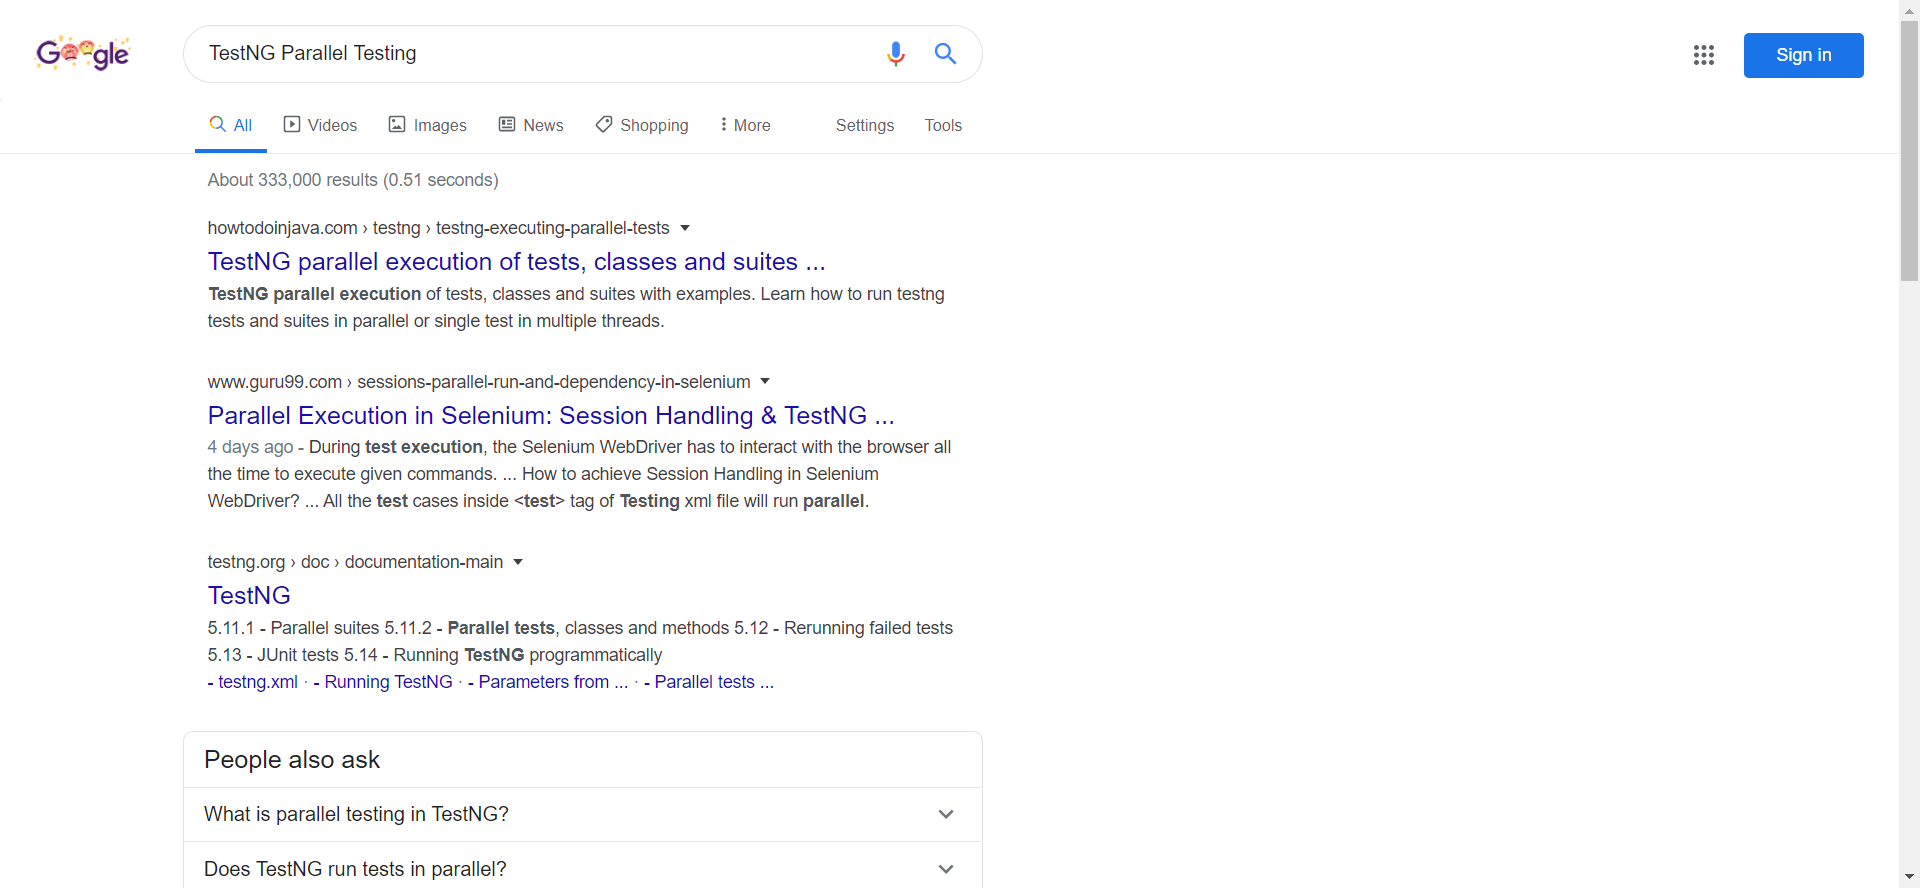 Google
TestNG Parallel Testing
Sign in
All
Videos
Images
News
Shopping
More
Settings
Tools
About 333,000 results (0.51 seconds)
howtodoinjava.com › testng › testng-executing-parallel-tests
TestNG parallel execution of tests, classes and suites ...
TestNG parallel execution of tests, classes and suites with examples. Learn how to run testng
tests and suites in parallel or single test in multiple threads.
www.guru99.com › sessions-parallel-run-and-dependency-in-selenium
Parallel Execution in Selenium: Session Handling & TestNG ...
4 days ago - During test execution, the Selenium WebDriver has to interact with the browser all
the time to execute given commands. ... How to achieve Session Handling in Selenium
WebDriver? ... All the test cases inside <test> tag of Testing xml file will run parallel.
testng.org › doc › documentation-main
TestNG
5.11.1 - Parallel suites 5.11.2 - Parallel tests, classes and methods 5.12 - Rerunning failed tests
5.13 - JUnit tests 5.14 - Running TestNG programmatically
- testng.xml · - Running TestNG · - Parameters from ... · - Parallel tests ...
People also ask
What is parallel testing in TestNG?
Does TestNG run tests in parallel?